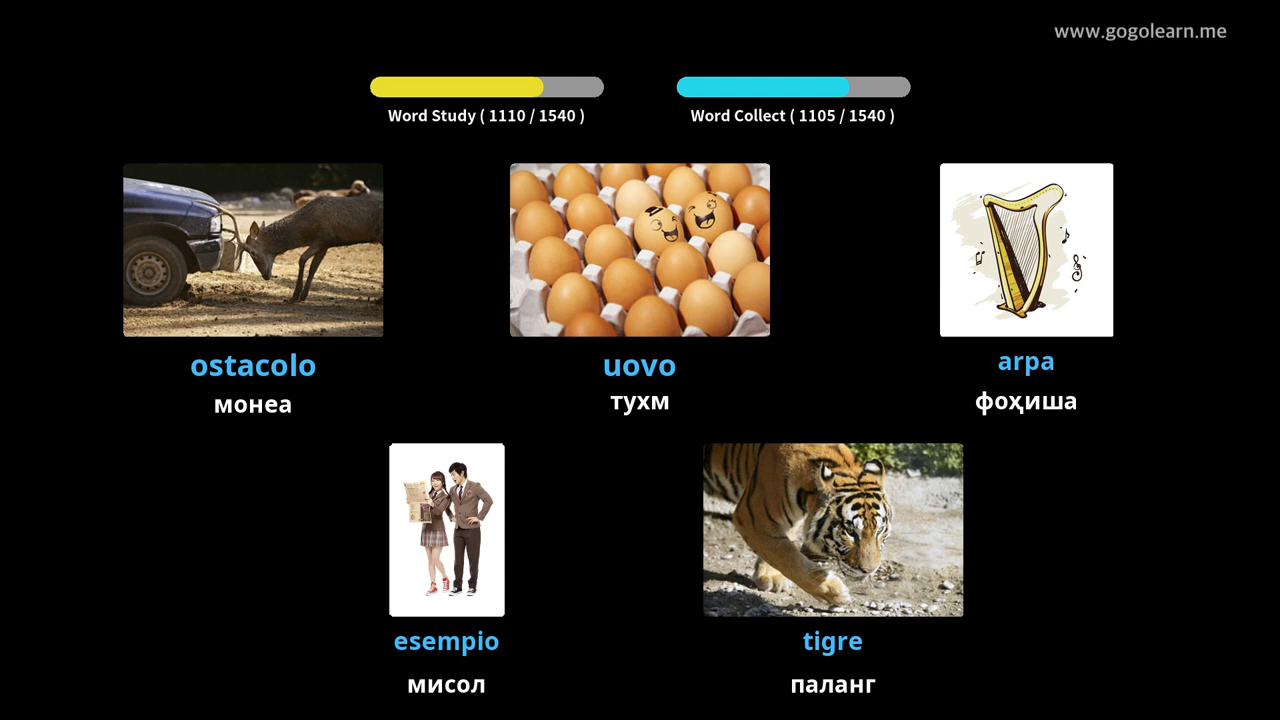 www.gogolearn.me
Word Study ( 1110 / 1540 )
Word Collect ( 1105 / 1540 )
ostacolo
монеа
uovo
тухм
arpa
фоҳиша
esempio
мисол
tigre
паланг